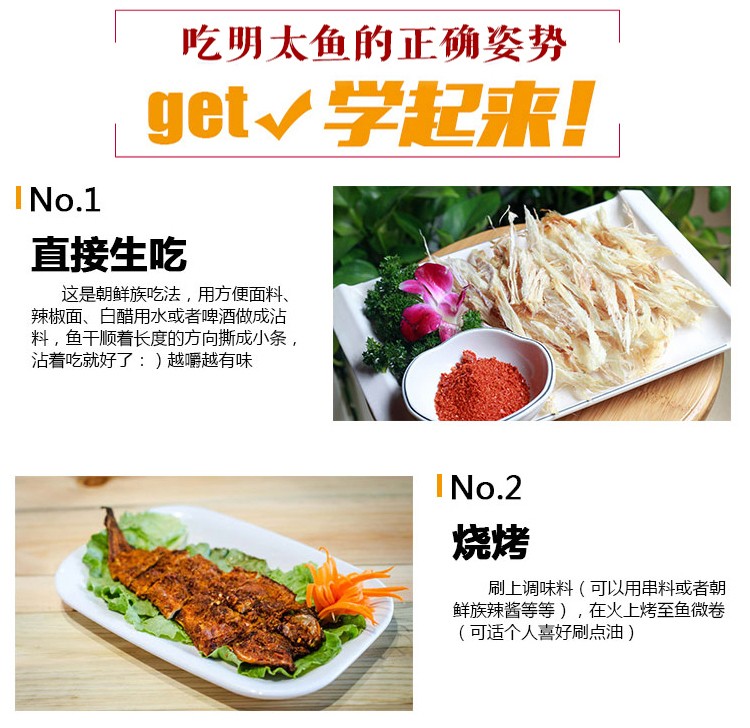 吃明太鱼的正确姿势
get✓学起来!
No.1
直接生吃
这是朝鲜族吃法，用方便面料、
辣椒面、白醋用水或者啤酒做成沾
料，鱼干顺着长度的方向撕成小条，
沾着吃就好了：）越嚼越有味
No.2
烧烤
刷上调味料（可以用串料或者朝
鲜族辣酱等等），在火上烤至鱼微卷
（可适个人喜好刷点油）